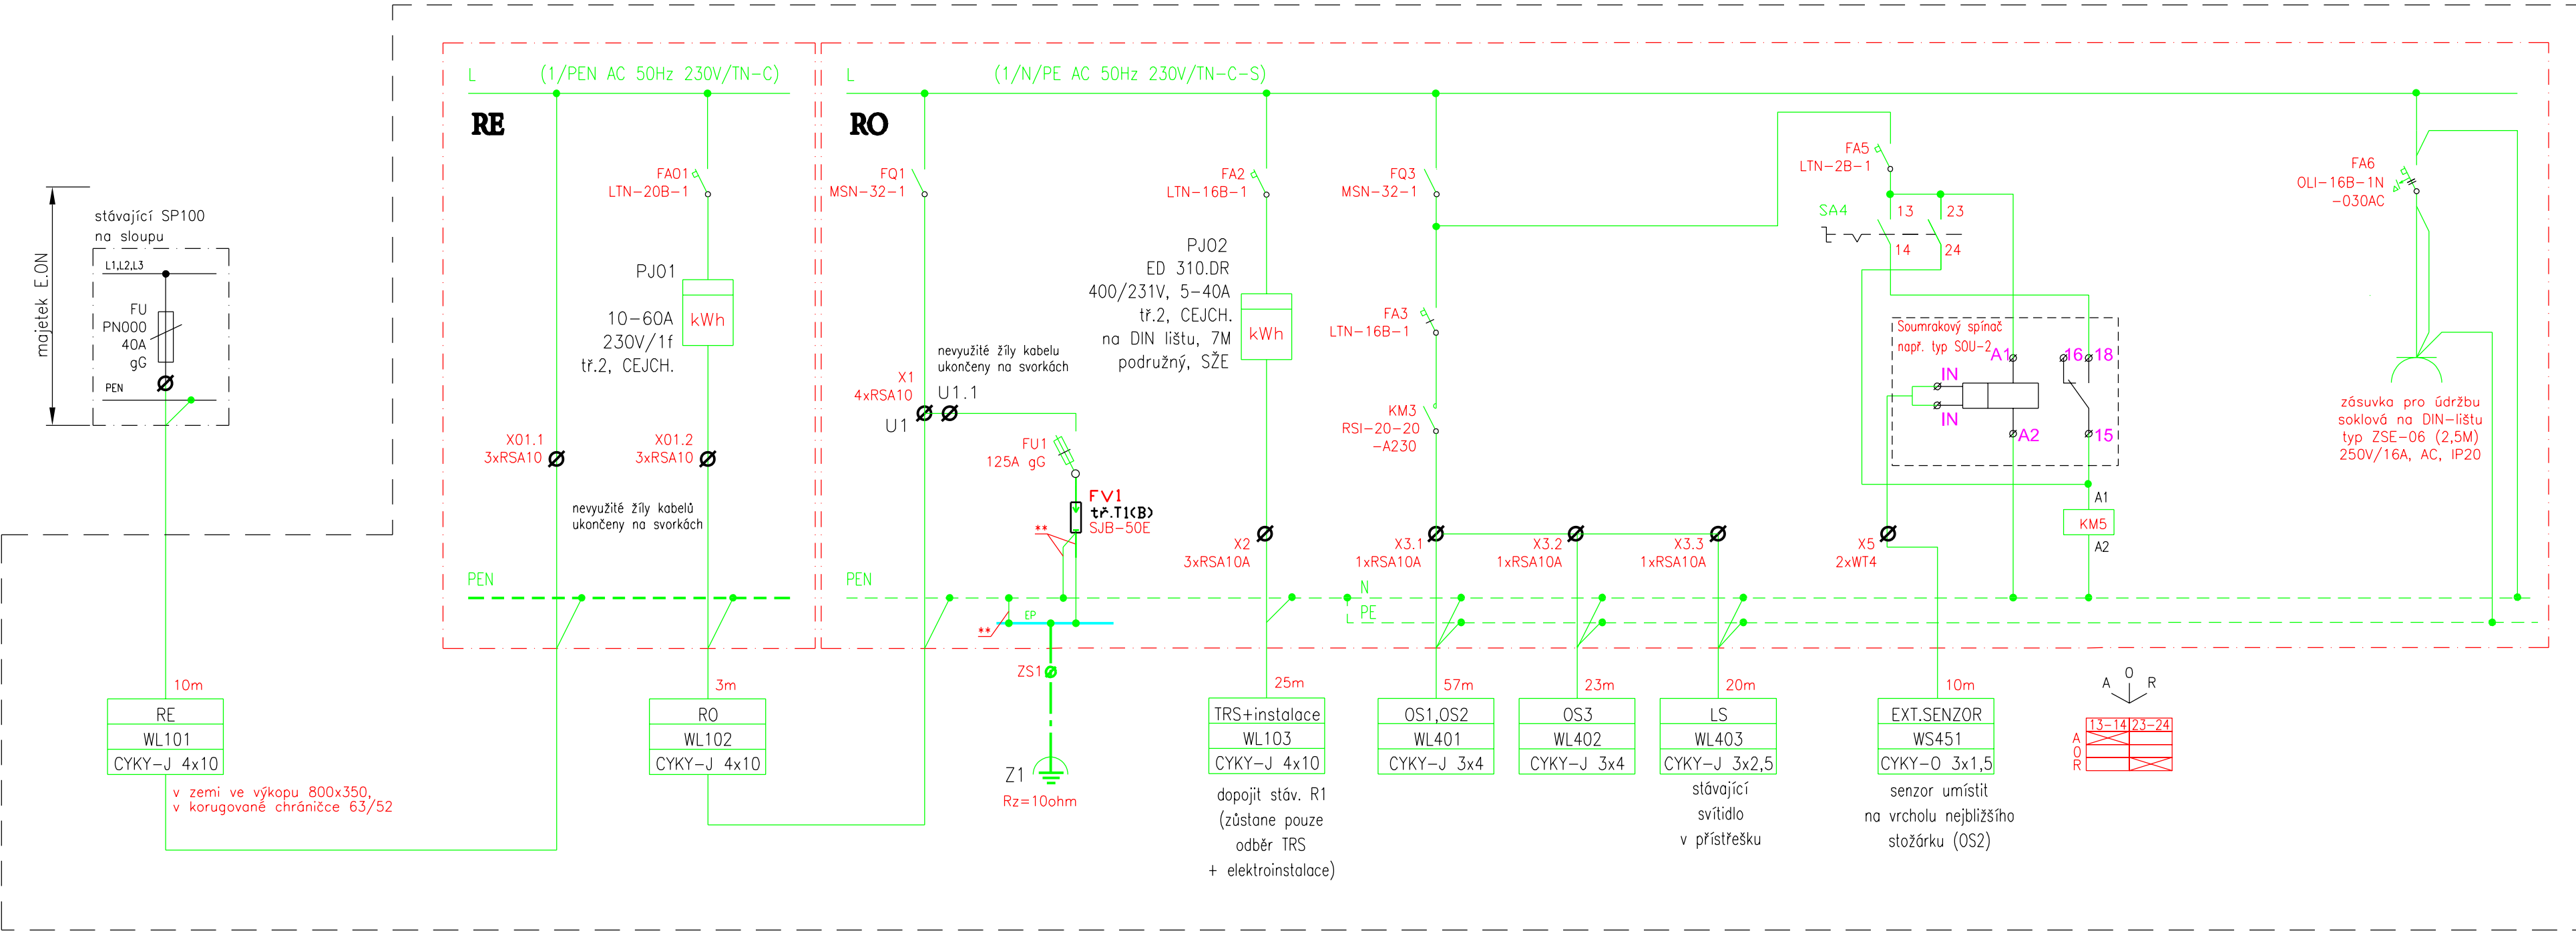 majetek E.ON
stávající SP100
na sloupu
L1,L2,L3
FU
PN000
40A
gG
PEN
10m
RE
WL101
CYKY-J 4x10
v zemi ve výkopu 800x350,
v korugované chráničce 63/52
L
(1/PEN AC 50Hz 230V/TN-C)
RE
FA01
LTN-20B-1
PJ01
10-60A
230V/1f
tř.2, CEJCH.
kWh
X01.1
3xRSA10
X01.2
3xRSA10
nevyužité žíly kabelů
ukončeny na svorkách
PEN
3m
RO
WL102
CYKY-J 4x10
L
(1/N/PE AC 50Hz 230V/TN-C-S)
RO
FQ1
MSN-32-1
nevyužité žíly kabelu
ukončeny na svorkách
X1
4xRSA10
U1
U1.1
FU1
125A gG
FV1
tř.T1(B)
SJB-50E
**
PEN
EP
**
ZS1
Z1
Rz=10ohm
FA2
LTN-16B-1
PJ02
ED 310.DR
400/231V, 5-40A
tř.2, CEJCH.
na DIN lištu, 7M
podružný, SŽE
kWh
X2
3xRSA10A
25m
TRS+instalace
WL103
CYKY-J 4x10
dopojit stáv. R1
(zůstane pouze
odběr TRS
+ elektroinstalace)
FQ3
MSN-32-1
FA3
LTN-16B-1
KM3
RSI-20-20
-A230
X3.1
1xRSA10A
X3.2
1xRSA10A
X3.3
1xRSA10A
N
PE
57m
OS1,OS2
WL401
CYKY-J 3x4
23m
OS3
WL402
CYKY-J 3x4
20m
LS
WL403
CYKY-J 3x2,5
stávající
svítidlo
v přístřešku
FA5
LTN-2B-1
SA4
13
23
14
24
Soumrakový spínač
např. typ SOU-2
A1
16
18
IN
IN
A2
15
A1
KM5
A2
X5
2xWT4
10m
EXT.SENZOR
WS451
CYKY-O 3x1,5
senzor umístit
na vrcholu nejbližšího
stožárku (OS2)
A 0 R
13-14 23-24
A
0
R
FA6
OLI-16B-1N
-030AC
zásuvka pro údržbu
soklová na DIN-lištu
typ ZSE-06 (2,5M)
250V/16A, AC, IP20